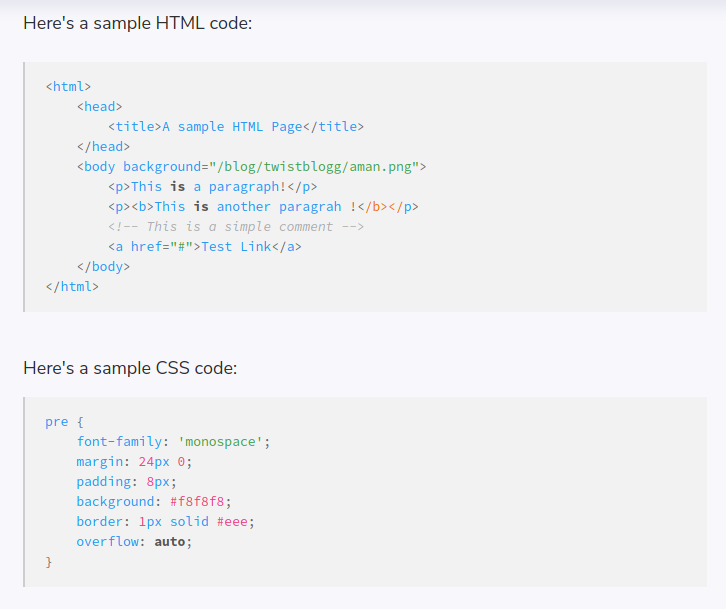 Here's a sample HTML code:
<html>
    <head>
        <title>A sample HTML Page</title>
    </head>
    <body background="/blog/twistblogg/aman.png">
        <p>This is a paragraph!</p>
        <p><b>This is another paragrah !</b></p>
        <!-- This is a simple comment -->
        <a href="#">Test Link</a>
    </body>
</html>
Here's a sample CSS code:
pre {
    font-family: 'monospace';
    margin: 24px 0;
    padding: 8px;
    background: #f8f8f8;
    border: 1px solid #eee;
    overflow: auto;
}